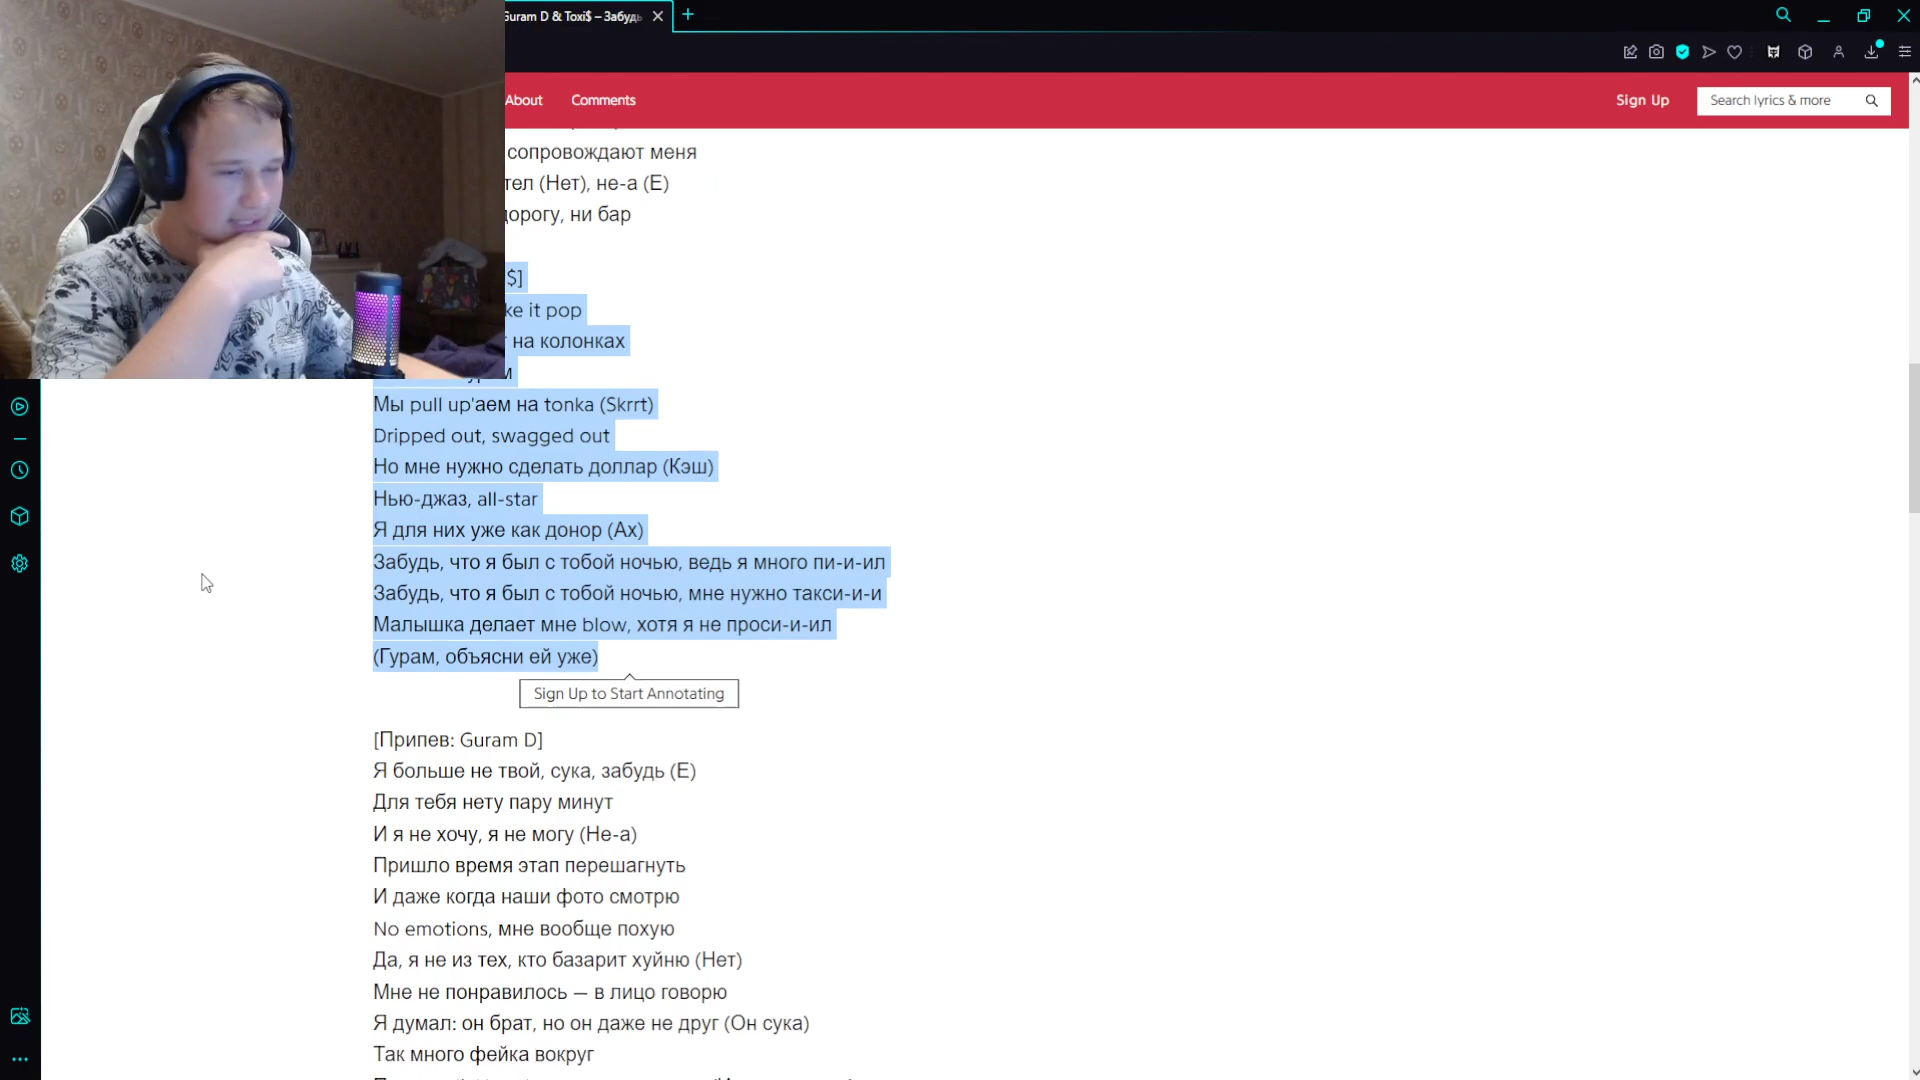 Guram D & Toxi$ – Забудь
About Comments Sign Up Search lyrics & more
сопровождают меня
(Нет), не-а (Е)
дорогу, ни бар
$]
it pop
на колонках
Мы pull up'аем на tonka (Skrrt)
Dripped out, swagged out
Но мне нужно сделать доллар (Кэш)
Нью-джаз, all-star
Я для них уже как донор (Ах)
Забудь, что я был с тобой ночью, ведь я много пи-и-ил
Забудь, что я был с тобой ночью, мне нужно такси-и-и
Малышка делает мне blow, хотя я не проси-и-ил
(Гурам, объясни ей уже)
Sign Up to Start Annotating
[Припев: Guram D]
Я больше не твой, сука, забудь (Е)
Для тебя нету пару минут
И я не хочу, я не могу (Не-а)
Пришло время этап перешагнуть
И даже когда наши фото смотрю
No emotions, мне вообще похую
Да, я не из тех, кто базарит хуйню (Нет)
Мне не понравилось — в лицо говорю
Я думал: он брат, но он даже не друг (Он сука)
Так много фейка вокруг